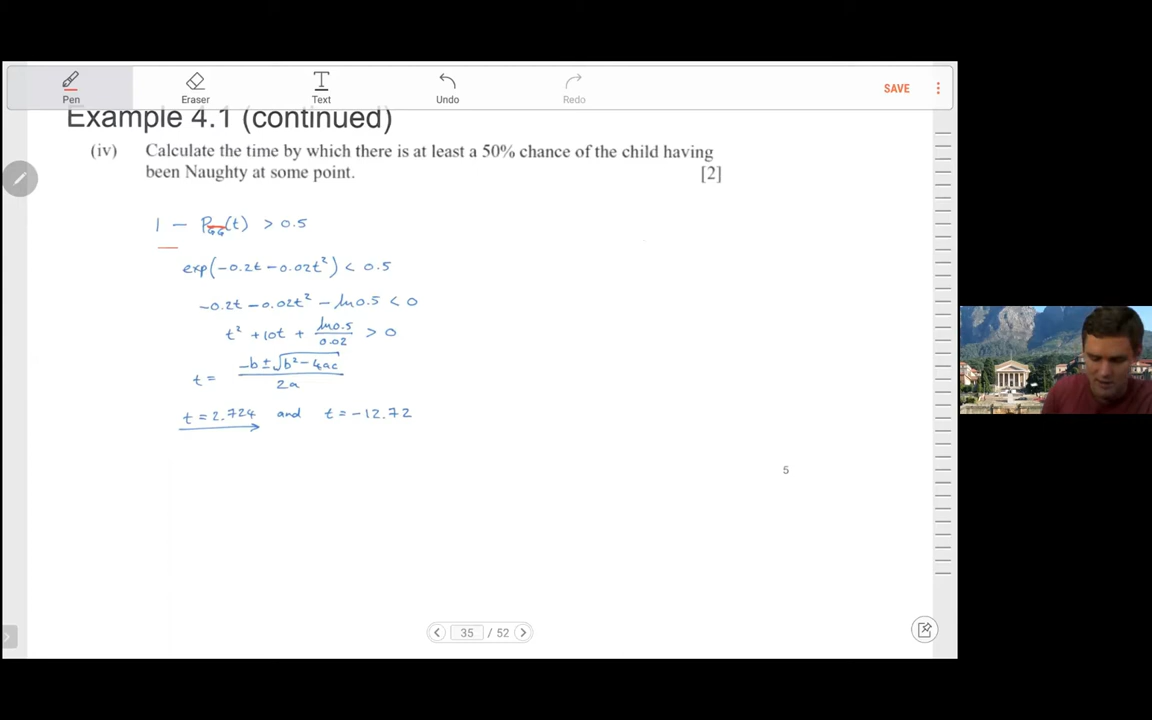 Pen
Eraser
Text
Undo
Redo
SAVE
Example 4.1 (continued)
(iv) Calculate the time by which there is at least a 50% chance of the child having
been Naughty at some point. [2]
1 − P_GG(t) > 0.5
exp(−0.2t − 0.02t²) < 0.5
−0.2t − 0.02t² − ln0.5 < 0
t² + 10t + ln0.5/0.02 > 0
t = −b ± √(b² − 4ac) / 2a
t = 2.724 and t = −12.72
5
35 / 52